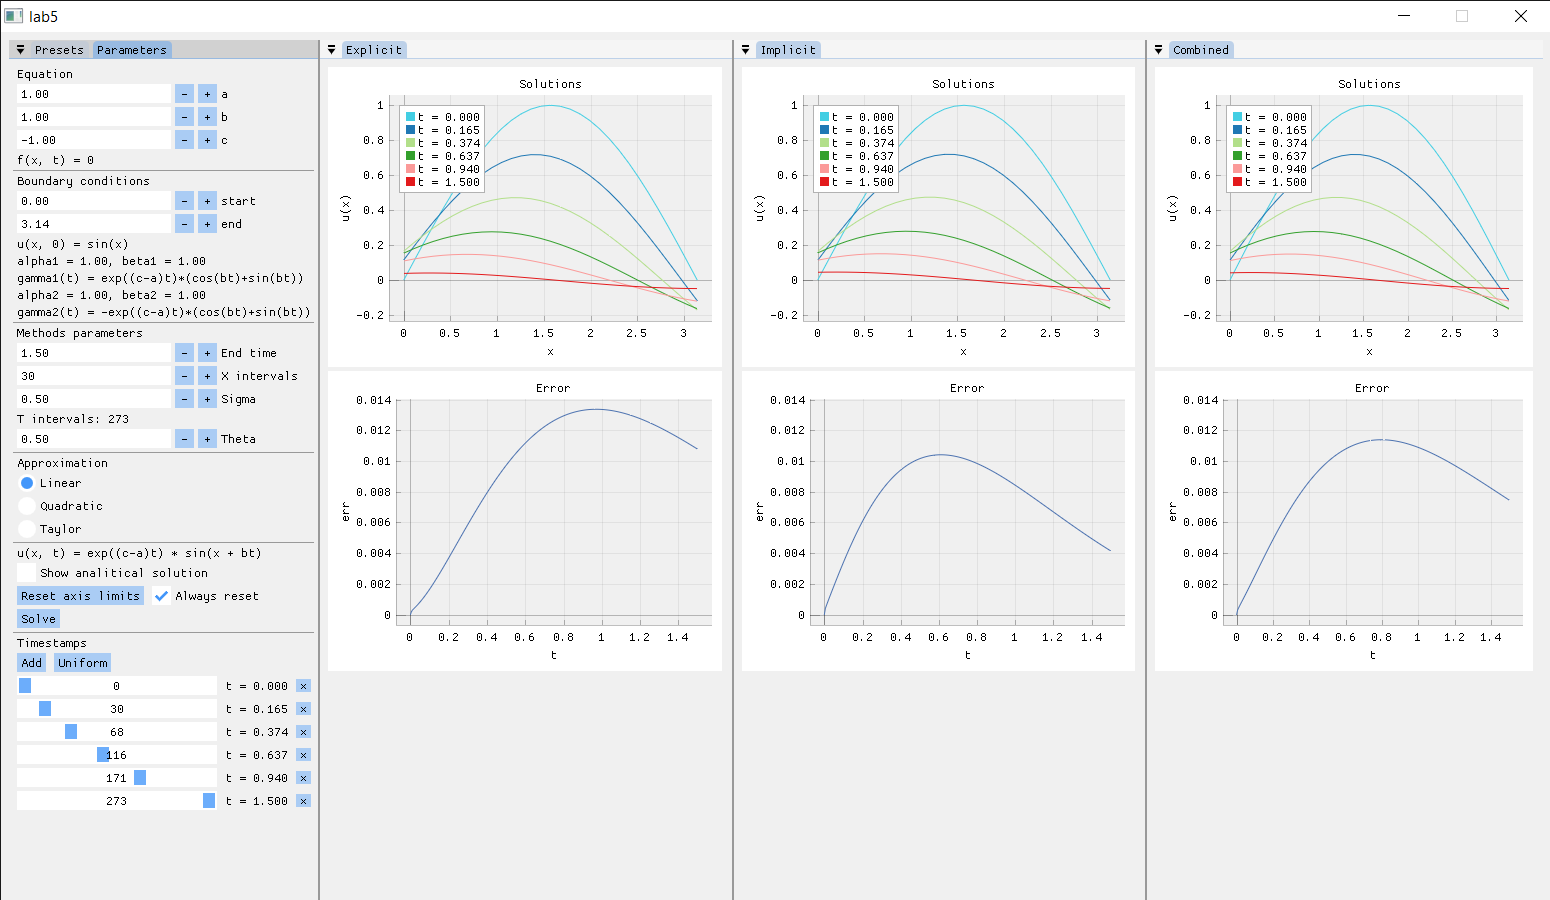 lab5
Presets Parameters
Equation
1.00 - + a
1.00 - + b
-1.00 - + c
f(x, t) = 0
Boundary conditions
0.00 - + start
3.14 - + end
u(x, 0) = sin(x)
alpha1 = 1.00, beta1 = 1.00
gamma1(t) = exp((c-a)t)*(cos(bt)+sin(bt))
alpha2 = 1.00, beta2 = 1.00
gamma2(t) = -exp((c-a)t)*(cos(bt)+sin(bt))
Methods parameters
1.50 - + End time
30 - + X intervals
0.50 - + Sigma
T intervals: 273
0.50 - + Theta
Approximation
Linear
Quadratic
Taylor
u(x, t) = exp((c-a)t) * sin(x + bt)
Show analitical solution
Reset axis limits Always reset
Solve
Timestamps
Add Uniform
0 t = 0.000 x
30 t = 0.165 x
68 t = 0.374 x
116 t = 0.637 x
171 t = 0.940 x
273 t = 1.500 x
Explicit
Solutions
u(x)
1
0.8
0.6
0.4
0.2
0
-0.2
t = 0.000
t = 0.165
t = 0.374
t = 0.637
t = 0.940
t = 1.500
0 0.5 1 1.5 2 2.5 3
x
Error
err
0.014
0.012
0.01
0.008
0.006
0.004
0.002
0
0 0.2 0.4 0.6 0.8 1 1.2 1.4
t
Implicit
Solutions
u(x)
1
0.8
0.6
0.4
0.2
0
-0.2
t = 0.000
t = 0.165
t = 0.374
t = 0.637
t = 0.940
t = 1.500
0 0.5 1 1.5 2 2.5 3
x
Error
err
0.014
0.012
0.01
0.008
0.006
0.004
0.002
0
0 0.2 0.4 0.6 0.8 1 1.2 1.4
t
Combined
Solutions
u(x)
1
0.8
0.6
0.4
0.2
0
-0.2
t = 0.000
t = 0.165
t = 0.374
t = 0.637
t = 0.940
t = 1.500
0 0.5 1 1.5 2 2.5 3
x
Error
err
0.014
0.012
0.01
0.008
0.006
0.004
0.002
0
0 0.2 0.4 0.6 0.8 1 1.2 1.4
t